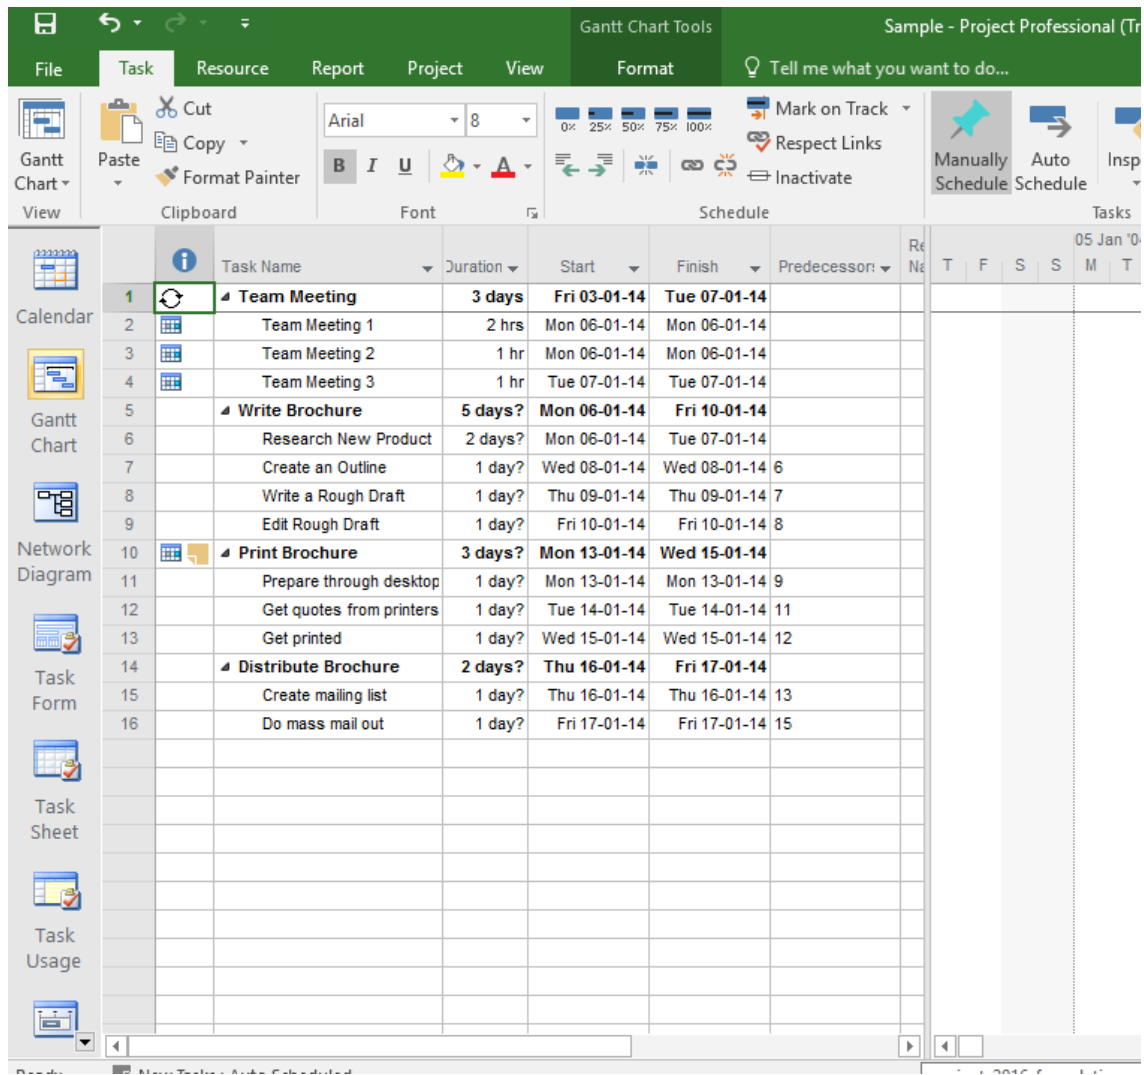 Gantt Chart Tools
Sample - Project Professional (Tr
File Task Resource Report Project View Format Tell me what you want to do...
Gantt Chart
View
Paste
Cut
Copy
Format Painter
Clipboard
Arial 8
B I U A
Font
0% 25% 50% 75% 100%
Mark on Track
Respect Links
Inactivate
Schedule
Manually Schedule
Auto Schedule
Insp
Tasks
Calendar
Gantt Chart
Network Diagram
Task Form
Task Sheet
Task Usage
Task Name Duration Start Finish Predecessors Re Na
05 Jan '0
T F S S M T
1 Team Meeting 3 days Fri 03-01-14 Tue 07-01-14
2 Team Meeting 1 2 hrs Mon 06-01-14 Mon 06-01-14
3 Team Meeting 2 1 hr Mon 06-01-14 Mon 06-01-14
4 Team Meeting 3 1 hr Tue 07-01-14 Tue 07-01-14
5 Write Brochure 5 days? Mon 06-01-14 Fri 10-01-14
6 Research New Product 2 days? Mon 06-01-14 Tue 07-01-14
7 Create an Outline 1 day? Wed 08-01-14 Wed 08-01-14 6
8 Write a Rough Draft 1 day? Thu 09-01-14 Thu 09-01-14 7
9 Edit Rough Draft 1 day? Fri 10-01-14 Fri 10-01-14 8
10 Print Brochure 3 days? Mon 13-01-14 Wed 15-01-14
11 Prepare through desktop 1 day? Mon 13-01-14 Mon 13-01-14 9
12 Get quotes from printers 1 day? Tue 14-01-14 Tue 14-01-14 11
13 Get printed 1 day? Wed 15-01-14 Wed 15-01-14 12
14 Distribute Brochure 2 days? Thu 16-01-14 Fri 17-01-14
15 Create mailing list 1 day? Thu 16-01-14 Thu 16-01-14 13
16 Do mass mail out 1 day? Fri 17-01-14 Fri 17-01-14 15
Ready New Tasks : Auto Scheduled